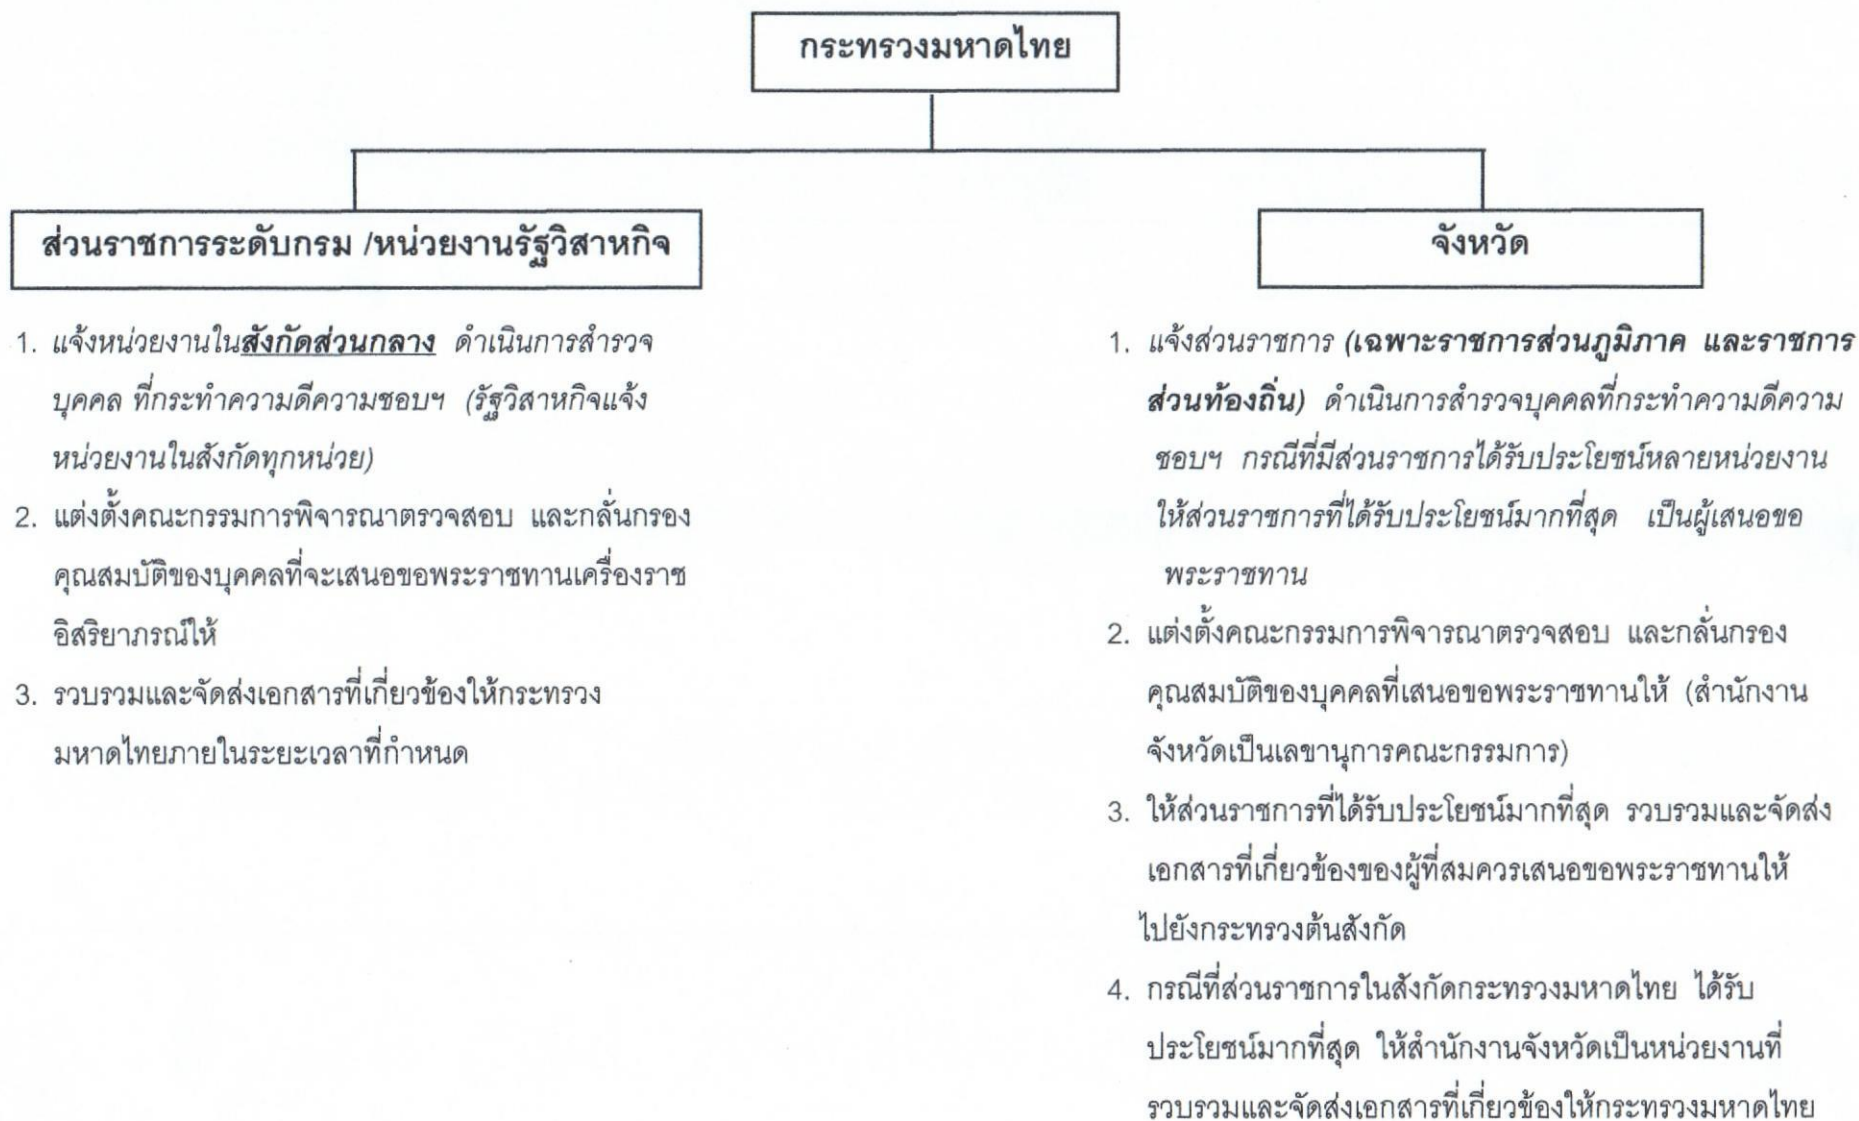 กระทรวงมหาดไทย
ส่วนราชการระดับกรม /หน่วยงานรัฐวิสาหกิจ
1. แจ้งหน่วยงานในสังกัดส่วนกลาง ดำเนินการสำรวจ
บุคคล ที่กระทำความดีความชอบฯ (รัฐวิสาหกิจแจ้ง
หน่วยงานในสังกัดทุกหน่วย)
2. แต่งตั้งคณะกรรมการพิจารณาตรวจสอบ และกลั่นกรอง
คุณสมบัติของบุคคลที่จะเสนอขอพระราชทานเครื่องราช
อิสริยาภรณ์ให้
3. รวบรวมและจัดส่งเอกสารที่เกี่ยวข้องให้กระทรวง
มหาดไทยภายในระยะเวลาที่กำหนด
จังหวัด
1. แจ้งส่วนราชการ (เฉพาะราชการส่วนภูมิภาค และราชการ
ส่วนท้องถิ่น) ดำเนินการสำรวจบุคคลที่กระทำความดีความ
ชอบฯ กรณีที่มีส่วนราชการได้รับประโยชน์หลายหน่วยงาน
ให้ส่วนราชการที่ได้รับประโยชน์มากที่สุด เป็นผู้เสนอขอ
พระราชทาน
2. แต่งตั้งคณะกรรมการพิจารณาตรวจสอบ และกลั่นกรอง
คุณสมบัติของบุคคลที่เสนอขอพระราชทานให้ (สำนักงาน
จังหวัดเป็นเลขานุการคณะกรรมการ)
3. ให้ส่วนราชการที่ได้รับประโยชน์มากที่สุด รวบรวมและจัดส่ง
เอกสารที่เกี่ยวข้องของผู้ที่สมควรเสนอขอพระราชทานให้
ไปยังกระทรวงต้นสังกัด
4. กรณีที่ส่วนราชการในสังกัดกระทรวงมหาดไทย ได้รับ
ประโยชน์มากที่สุด ให้สำนักงานจังหวัดเป็นหน่วยงานที่
รวบรวมและจัดส่งเอกสารที่เกี่ยวข้องให้กระทรวงมหาดไทย